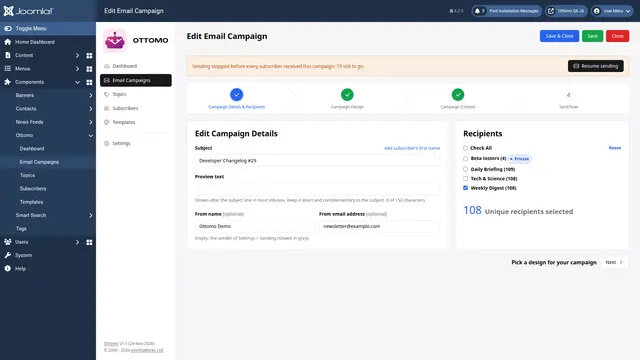 Joomla!
Edit Email Campaign
Post Installation Messages
Ottomo QA J6
User Menu
Toggle Menu
Home Dashboard
Content
Menus
Components
Banners
Contacts
News Feeds
Ottomo
Dashboard
Email Campaigns
Topics
Subscribers
Templates
Smart Search
Tags
Users
System
Help
OTTOMO
Dashboard
Email Campaigns
Topics
Subscribers
Templates
Settings
Edit Email Campaign
Save & Close
Save
Close
Sending stopped before every subscriber received this campaign: 73 still to go.
Resume sending
Campaign Details & Recipients
Campaign Design
Campaign Content
4
Send Now
Edit Campaign Details
Subject
Add subscriber's first name
Developer Changelog #29
Preview text
Shown after the subject line in most inboxes. Keep it short and complementary to the subject. 0 of 150 characters
From name (optional)
From email address (optional)
Ottomo Demo
newsletter@example.com
Empty: the sender of Settings > Sending (shown in grey).
Recipients
Check All
Reset
Beta testers (4)
Private
Daily Briefing (109)
Tech & Science (108)
Weekly Digest (108)
108 Unique recipients selected
Pick a design for your campaign
Next